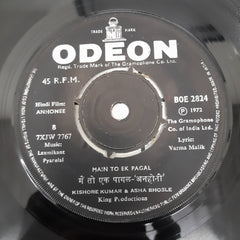 TRADE MARK
ODEON
Regd. Trade Mark of The Gramophone Co.
45 R.P.M.
BOE 2824
Hindi Film:
ANHONEE
℗ 1972
The Gramophone
Co. of India Ltd.
8
7XJW 7767
Music:
Laxmikant
Pyarelal
Lyric:
Varma Malik
MAIN TO EK PAGAL
में तो एक पागल-'अनहोनी'
KISHORE KUMAR & ASHA BHOSLE
King Productions